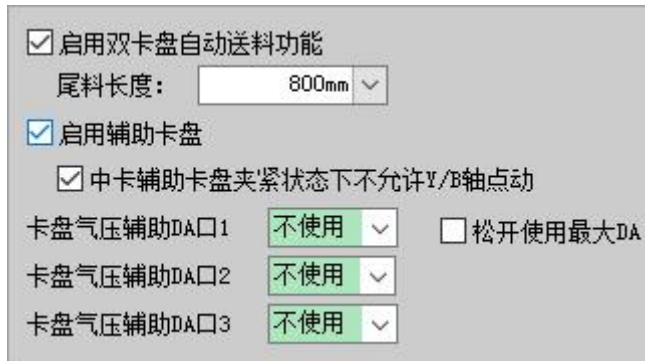 启用双卡盘自动送料功能
尾料长度： 800mm
启用辅助卡盘
中卡辅助卡盘夹紧状态下不允许Y/B轴点动
卡盘气压辅助DA口1 不使用 松开使用最大DA
卡盘气压辅助DA口2 不使用
卡盘气压辅助DA口3 不使用